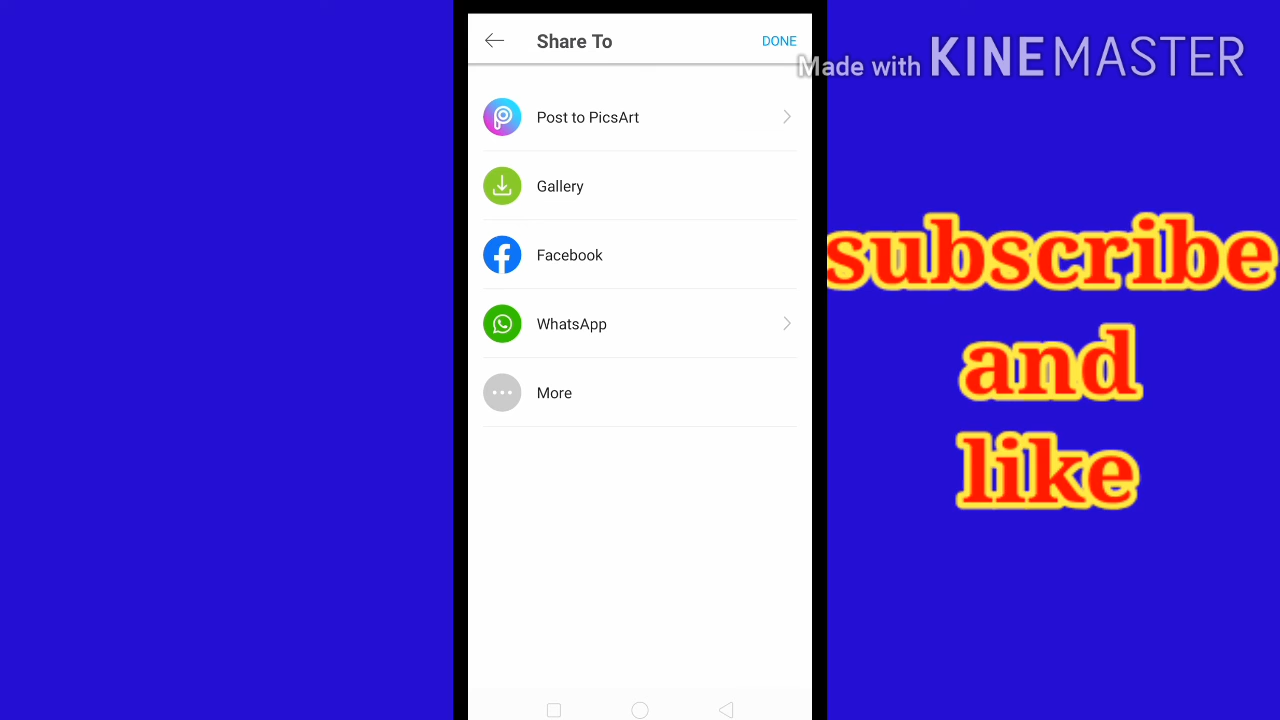 Share To
DONE
Made with KINEMASTER
Post to PicsArt
Gallery
Facebook
WhatsApp
More
subscribe
and
like